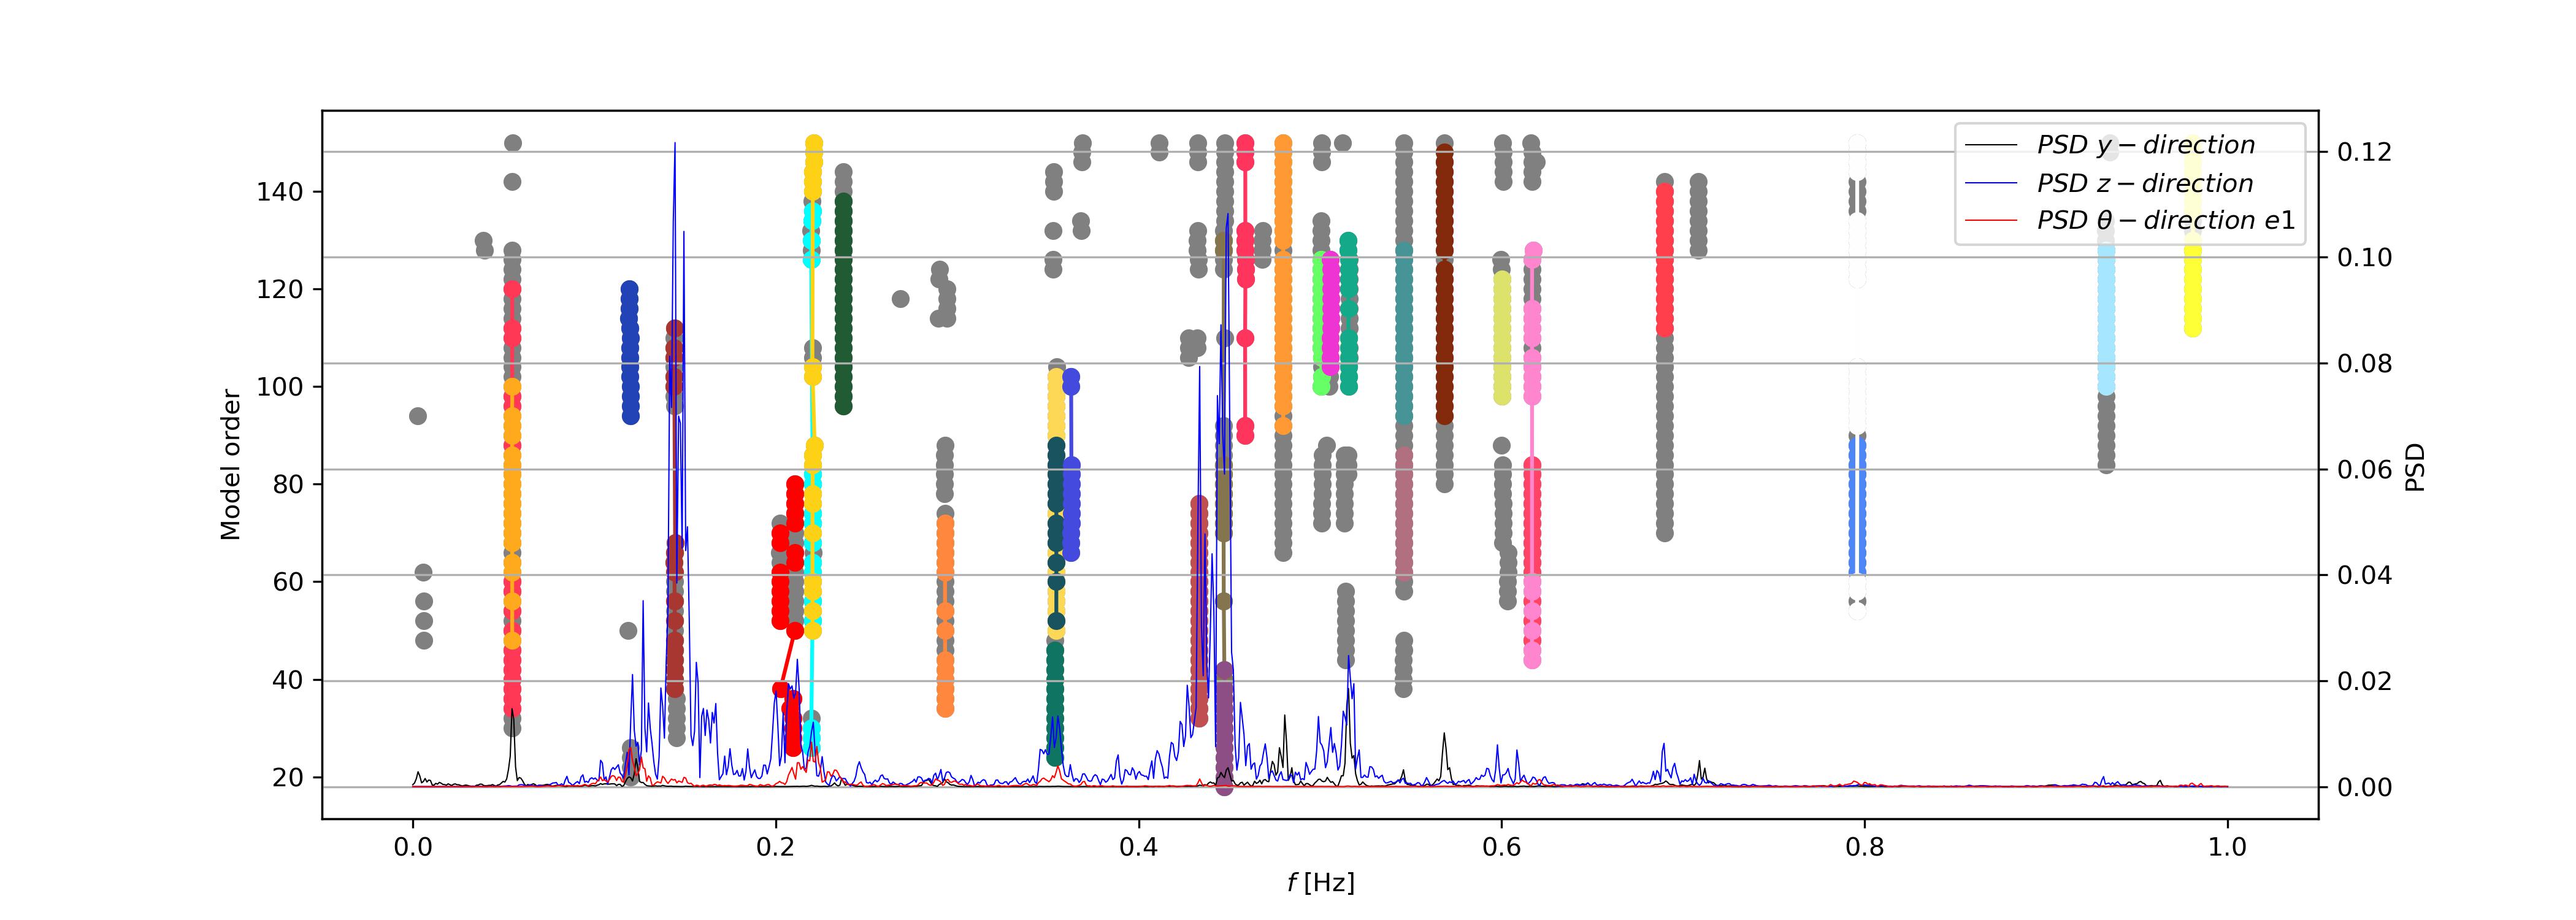 PSD y − direction
PSD z − direction
PSD θ − direction e1
140
120
100
80
60
40
20
Model order
0.12
0.10
0.08
0.06
0.04
0.02
0.00
PSD
0.0 0.2 0.4 0.6 0.8 1.0
f [Hz]